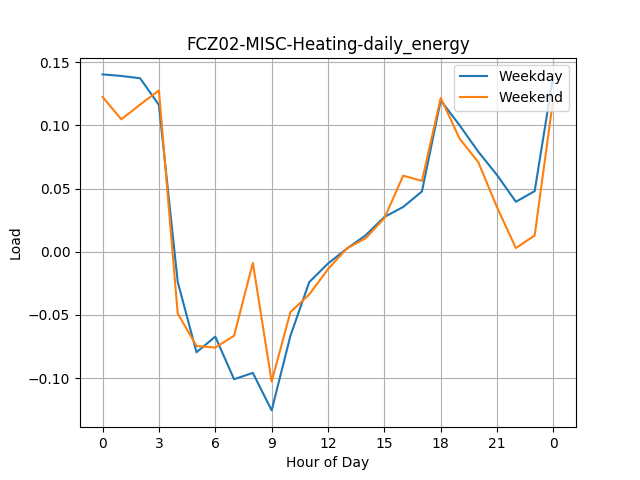 FCZ02-MISC-Heating-daily_energy
Weekday
Weekend
0.15
0.10
0.05
0.00
−0.05
−0.10
Load
0 3 6 9 12 15 18 21 0
Hour of Day